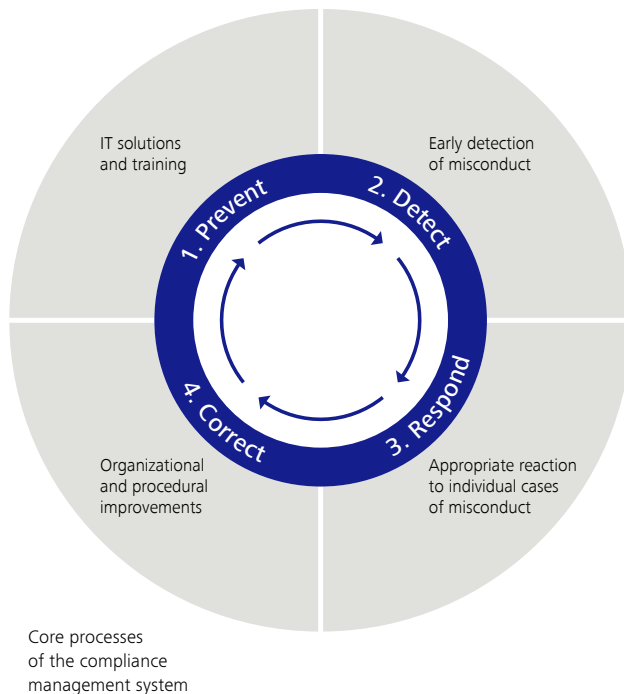 IT solutions
and training
Early detection
of misconduct
1. Prevent
2. Detect
4. Correct
3. Respond
Organizational
and procedural
improvements
Appropriate reaction
to individual cases
of misconduct
Core processes
of the compliance
management system